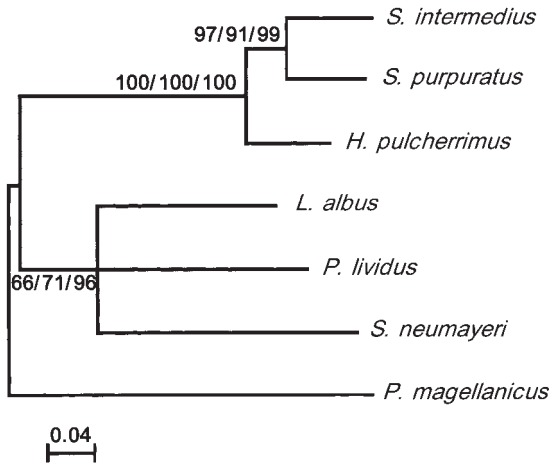 S. intermedius
97/91/99
S. purpuratus
100/100/100
H. pulcherrimus
L. albus
P. lividus
66/71/96
S. neumayeri
P. magellanicus
0.04